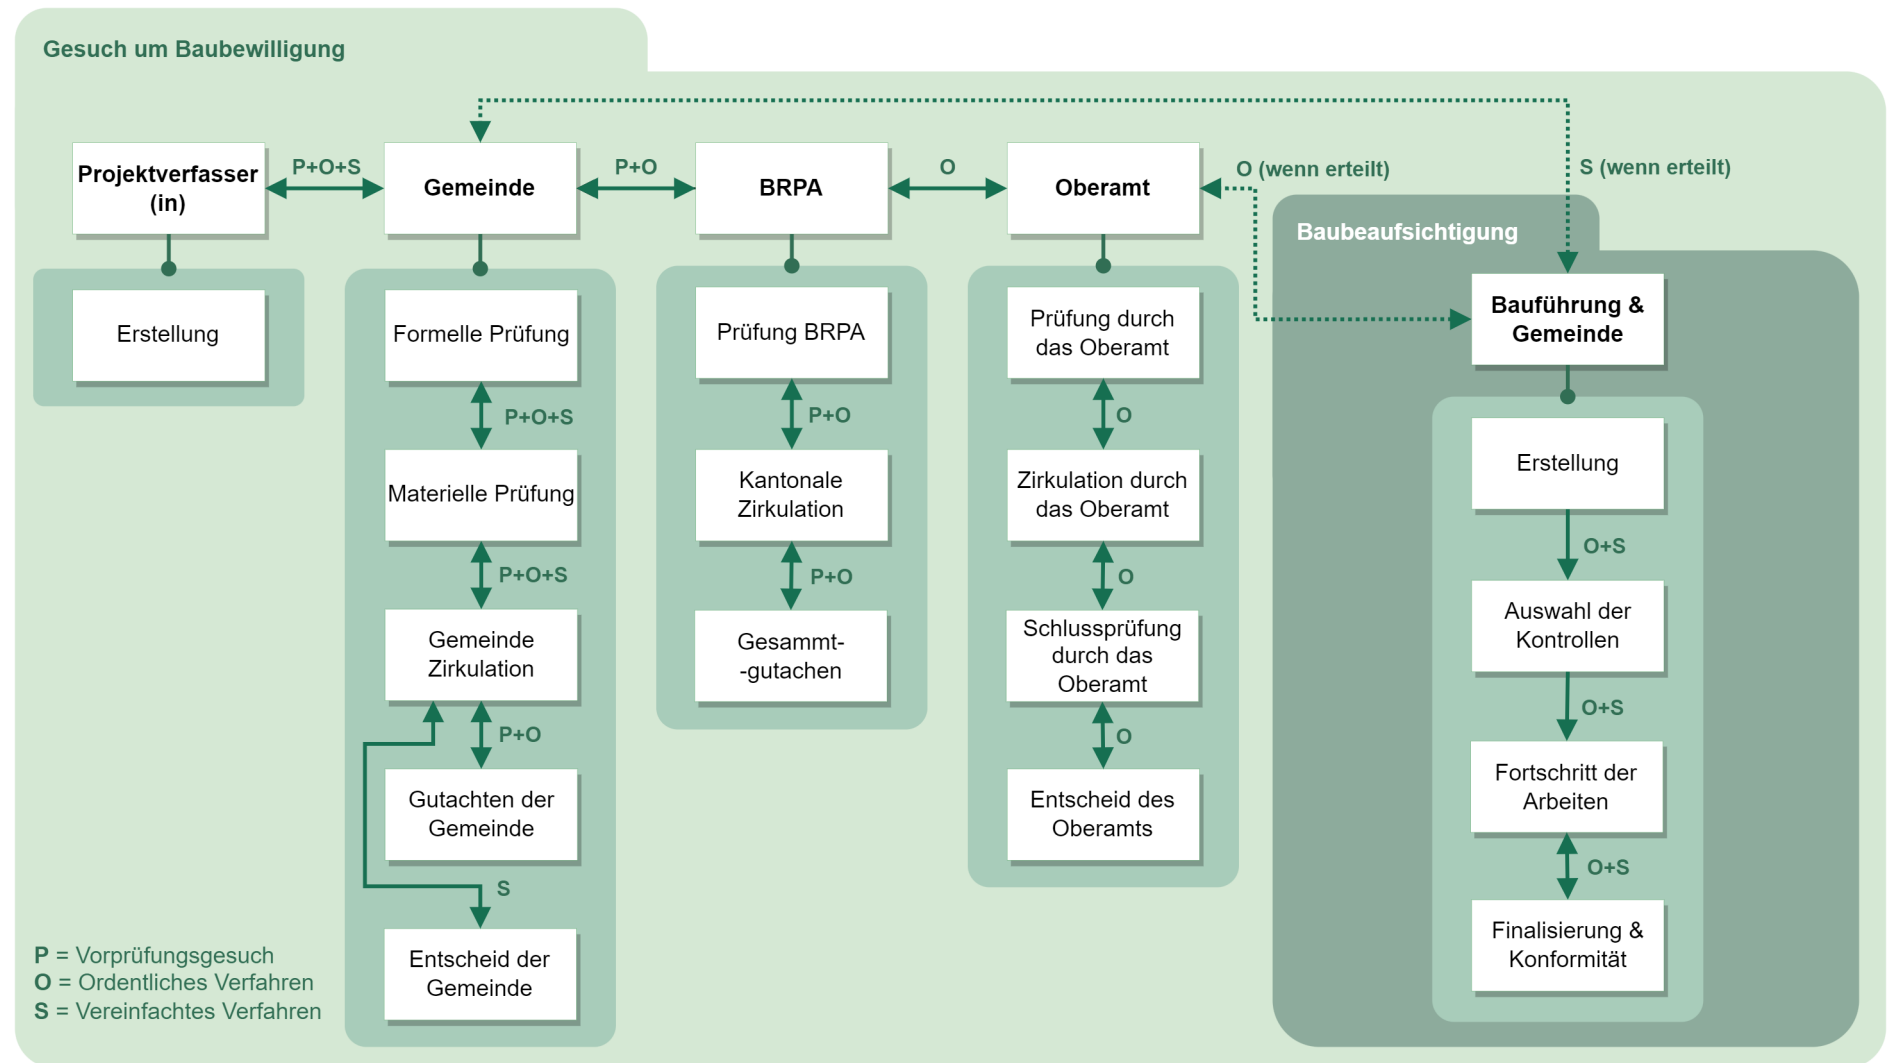 Gesuch um Baubewilligung
Projektverfasser
(in)
P+O+S
Gemeinde
P+O
BRPA
O
Oberamt
O (wenn erteilt)
S (wenn erteilt)
Baubeaufsichtigung
Bauführung &
Gemeinde
Erstellung
Formelle Prüfung
P+O+S
Materielle Prüfung
P+O+S
Gemeinde
Zirkulation
P+O
Gutachten der
Gemeinde
S
Entscheid der
Gemeinde
Prüfung BRPA
P+O
Kantonale
Zirkulation
P+O
Gesammt-
-gutachen
Prüfung durch
das Oberamt
O
Zirkulation durch
das Oberamt
O
Schlussprüfung
durch das
Oberamt
O
Entscheid des
Oberamts
Erstellung
O+S
Auswahl der
Kontrollen
O+S
Fortschritt der
Arbeiten
O+S
Finalisierung &
Konformität
P = Vorprüfungsgesuch
O = Ordentliches Verfahren
S = Vereinfachtes Verfahren